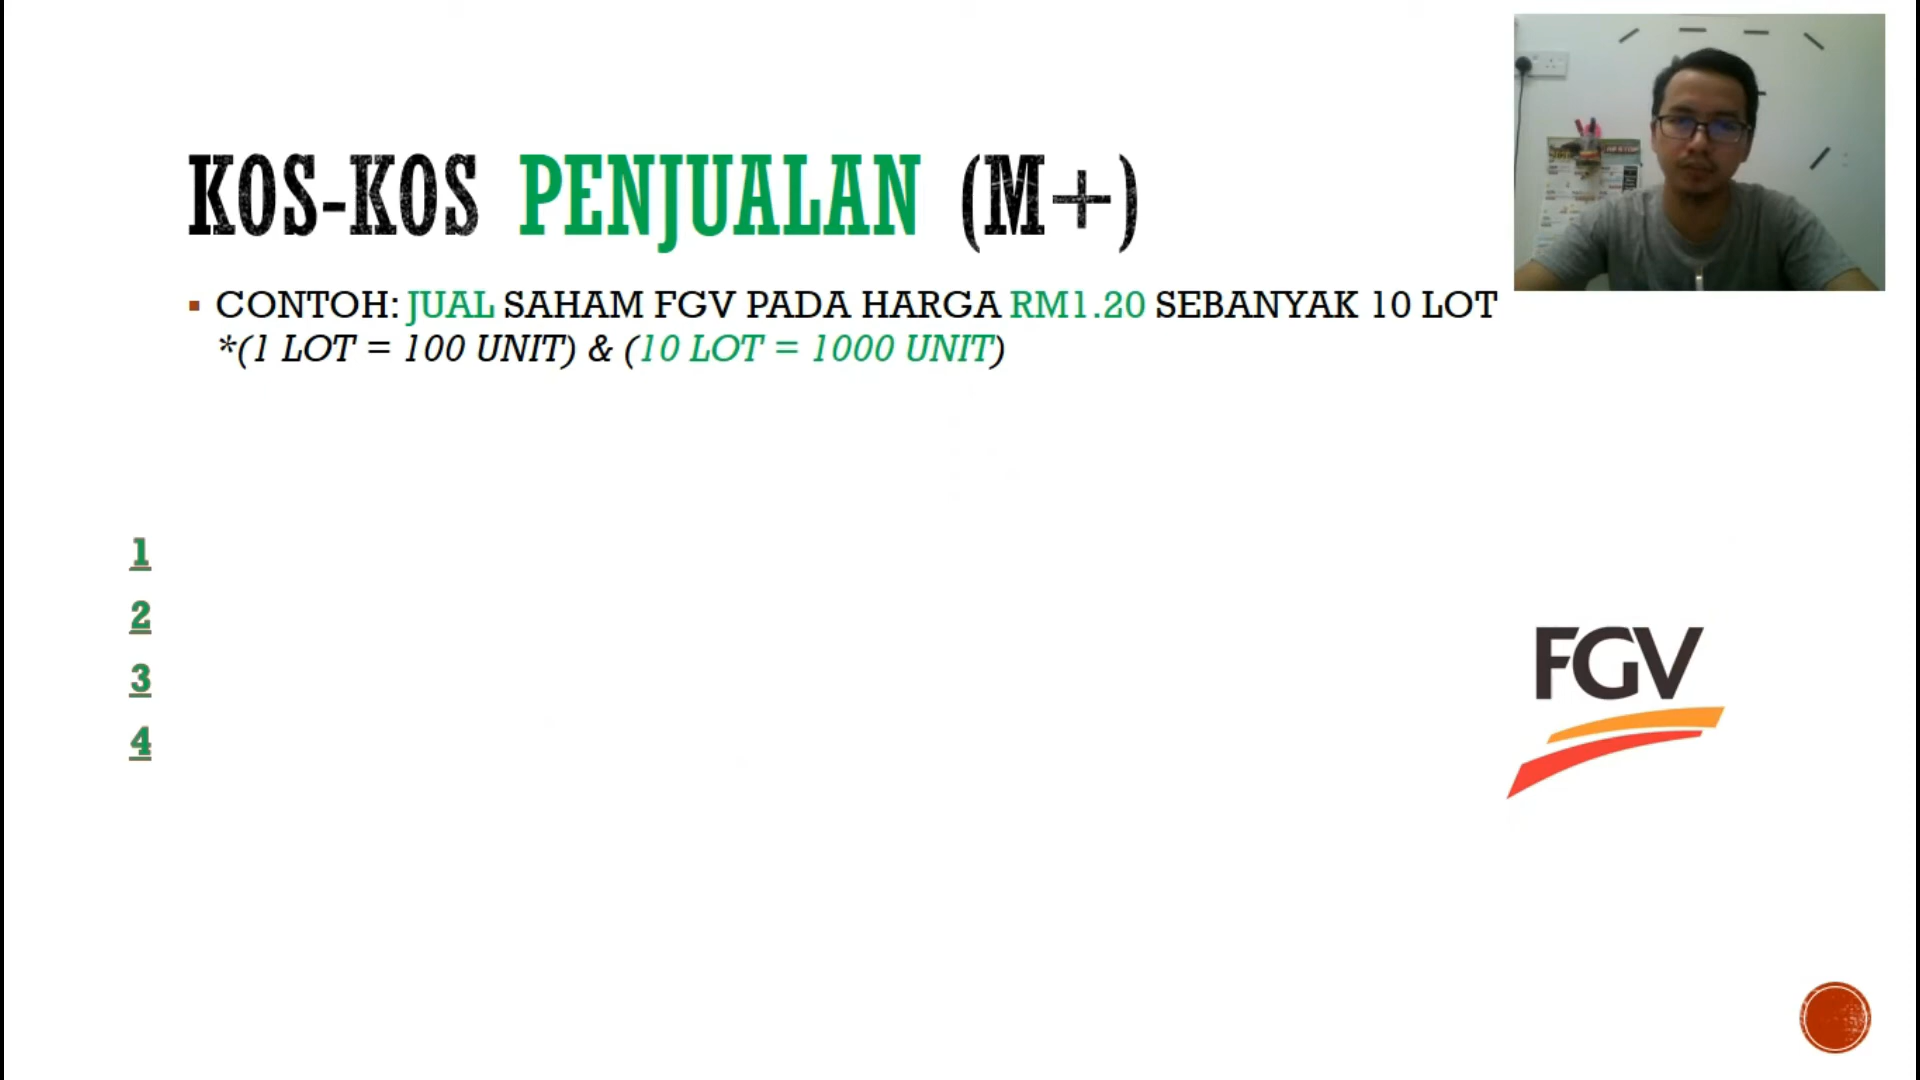 KOS-KOS PENJUALAN (M+)
▪ CONTOH: JUAL SAHAM FGV PADA HARGA RM1.20 SEBANYAK 10 LOT
*(1 LOT = 100 UNIT) & (10 LOT = 1000 UNIT)
1
2
3
4
FGV